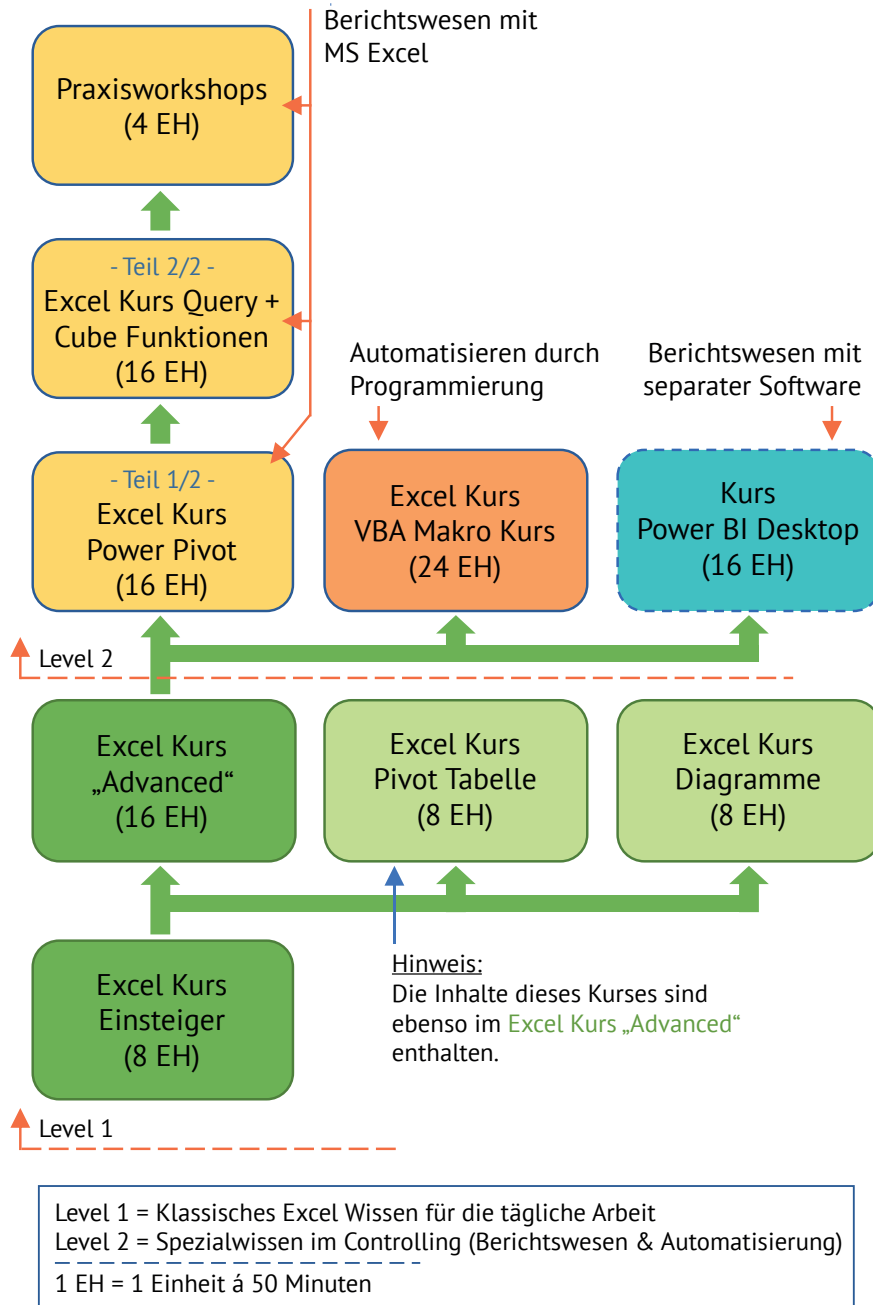 Berichtswesen mit
MS Excel
Praxisworkshops
(4 EH)
- Teil 2/2 -
Excel Kurs Query +
Cube Funktionen
(16 EH)
Automatisieren durch
Programmierung
Berichtswesen mit
separater Software
- Teil 1/2 -
Excel Kurs
Power Pivot
(16 EH)
Excel Kurs
VBA Makro Kurs
(24 EH)
Kurs
Power BI Desktop
(16 EH)
Level 2
Excel Kurs
„Advanced“
(16 EH)
Excel Kurs
Pivot Tabelle
(8 EH)
Excel Kurs
Diagramme
(8 EH)
Excel Kurs
Einsteiger
(8 EH)
Hinweis:
Die Inhalte dieses Kurses sind
ebenso im Excel Kurs „Advanced“
enthalten.
Level 1
Level 1 = Klassisches Excel Wissen für die tägliche Arbeit
Level 2 = Spezialwissen im Controlling (Berichtswesen & Automatisierung)
1 EH = 1 Einheit á 50 Minuten